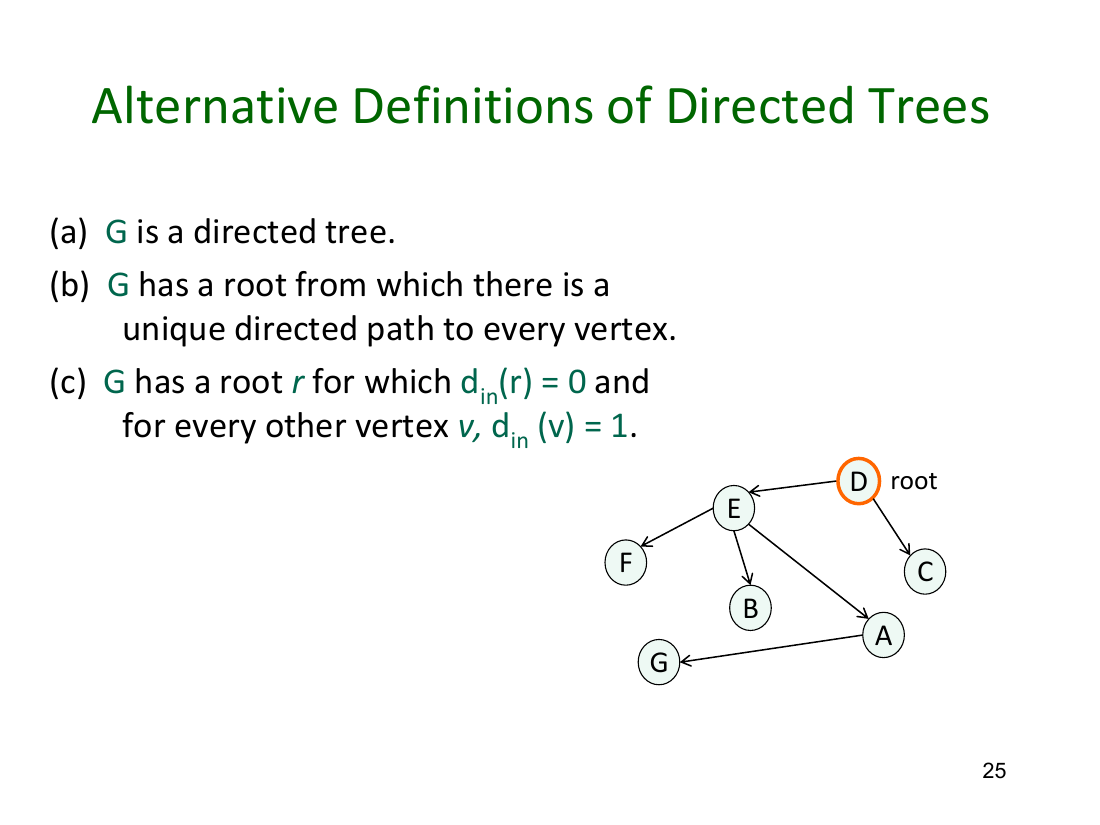 Alternative Definitions of Directed Trees
(a) G is a directed tree.
(b) G has a root from which there is a
unique directed path to every vertex.
(c) G has a root r for which din(r) = 0 and
for every other vertex v, din (v) = 1.
D root
E
F
C
B
A
G
25